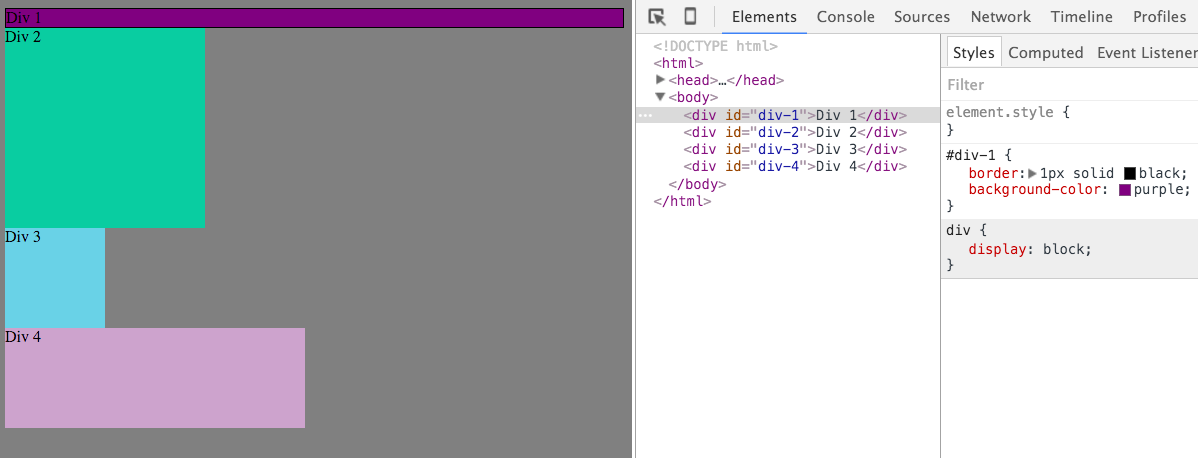 Div 1
Div 2
Div 3
Div 4
Elements Console Sources Network Timeline Profiles
<!DOCTYPE html>
<html>
<head>…</head>
<body>
<div id="div-1">Div 1</div>
<div id="div-2">Div 2</div>
<div id="div-3">Div 3</div>
<div id="div-4">Div 4</div>
</body>
</html>
Styles Computed Event Listener
Filter
element.style {
}
#div-1 {
border: 1px solid black;
background-color: purple;
}
div {
display: block;
}